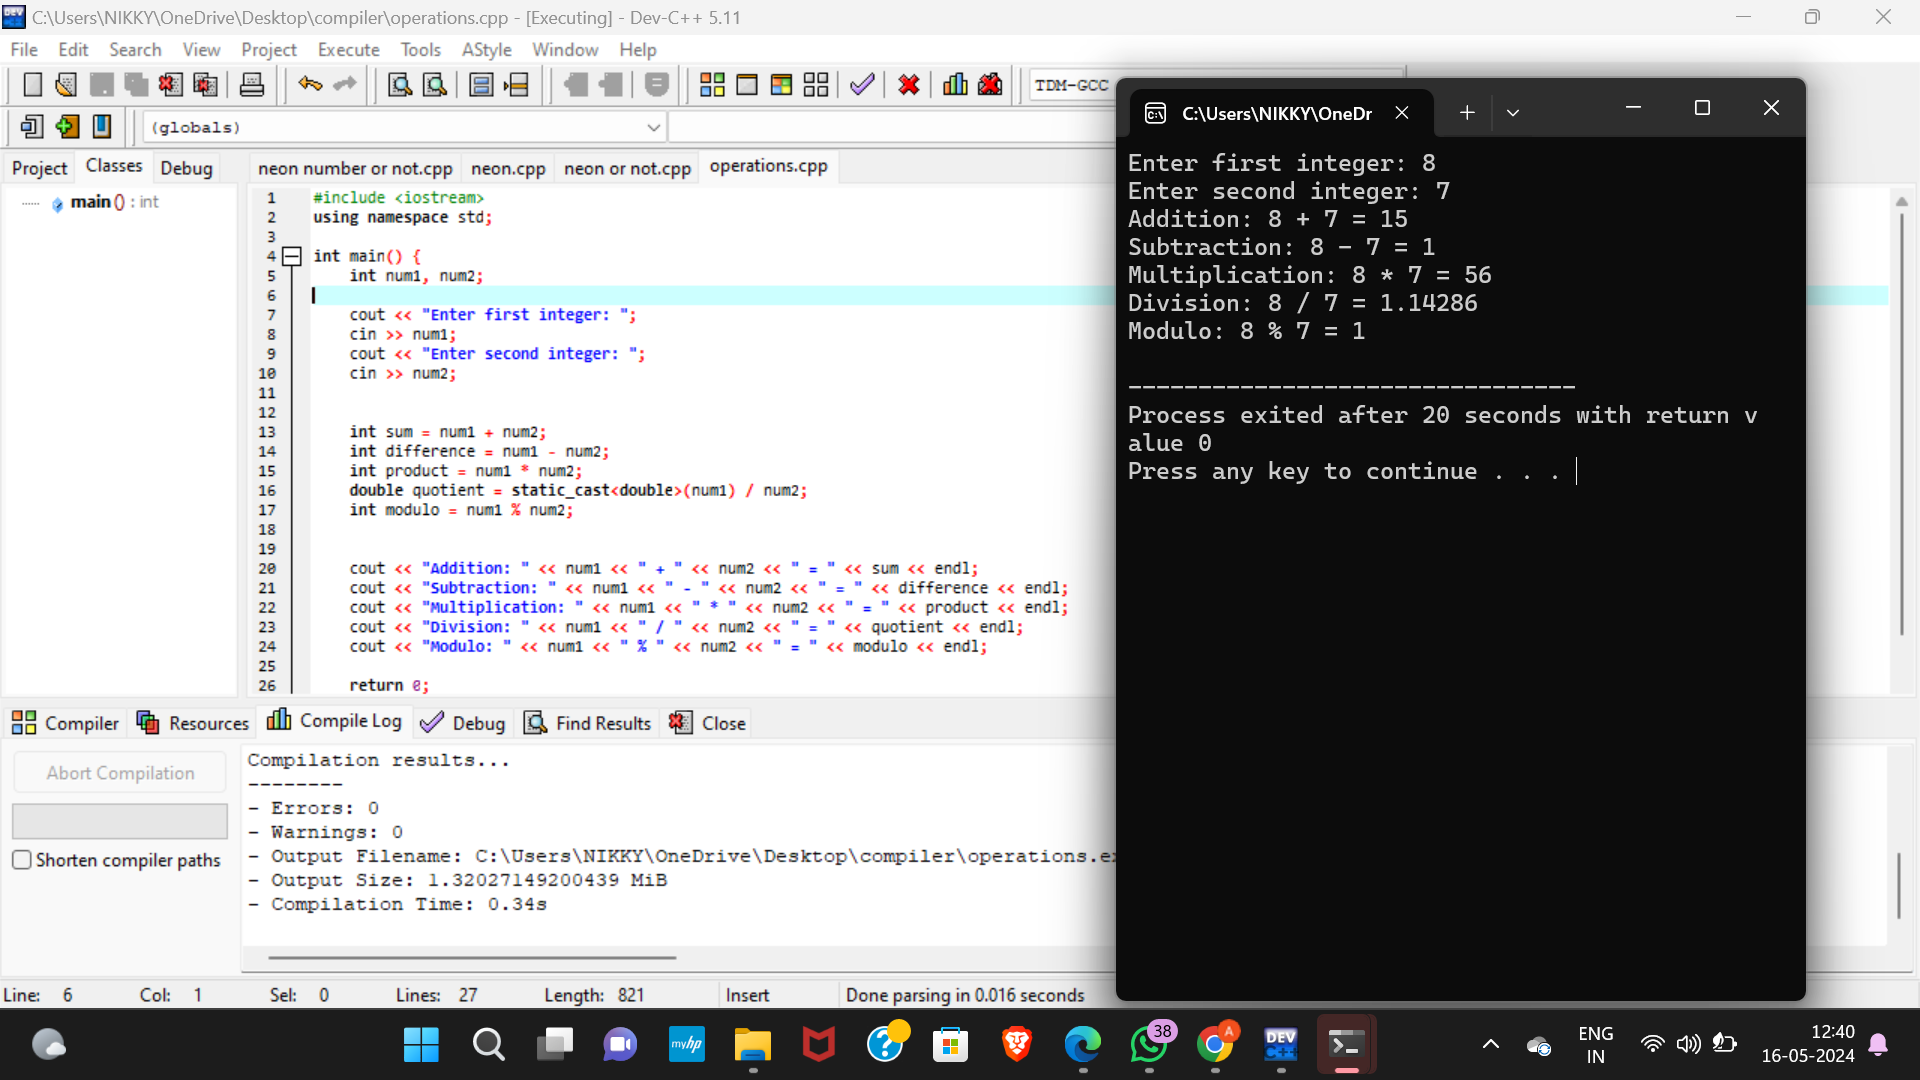 C:\Users\NIKKY\OneDrive\Desktop\compiler\operations.cpp - [Executing] - Dev-C++ 5.11
File Edit Search View Project Execute Tools AStyle Window Help
TDM-GCC
(globals)
Project Classes Debug
neon number or not.cpp neon.cpp neon or not.cpp operations.cpp
main () : int
1 #include <iostream>
2 using namespace std;
3
4 int main() {
5 int num1, num2;
6
7 cout << "Enter first integer: ";
8 cin >> num1;
9 cout << "Enter second integer: ";
10 cin >> num2;
11
12
13 int sum = num1 + num2;
14 int difference = num1 - num2;
15 int product = num1 * num2;
16 double quotient = static_cast<double>(num1) / num2;
17 int modulo = num1 % num2;
18
19
20 cout << "Addition: " << num1 << " + " << num2 << " = " << sum << endl;
21 cout << "Subtraction: " << num1 << " - " << num2 << " = " << difference << endl;
22 cout << "Multiplication: " << num1 << " * " << num2 << " = " << product << endl;
23 cout << "Division: " << num1 << " / " << num2 << " = " << quotient << endl;
24 cout << "Modulo: " << num1 << " % " << num2 << " = " << modulo << endl;
25
26 return 0;
C:\Users\NIKKY\OneDr
Enter first integer: 8
Enter second integer: 7
Addition: 8 + 7 = 15
Subtraction: 8 - 7 = 1
Multiplication: 8 * 7 = 56
Division: 8 / 7 = 1.14286
Modulo: 8 % 7 = 1
--------------------------------
Process exited after 20 seconds with return v
alue 0
Press any key to continue . . .
Compiler Resources Compile Log Debug Find Results Close
Abort Compilation
Shorten compiler paths
Compilation results...
--------
- Errors: 0
- Warnings: 0
- Output Filename: C:\Users\NIKKY\OneDrive\Desktop\compiler\operations.ex
- Output Size: 1.32027149200439 MiB
- Compilation Time: 0.34s
Line: 6 Col: 1 Sel: 0 Lines: 27 Length: 821 Insert Done parsing in 0.016 seconds
myhp
38
A
DEV
C++
ENG
IN
12:40
16-05-2024